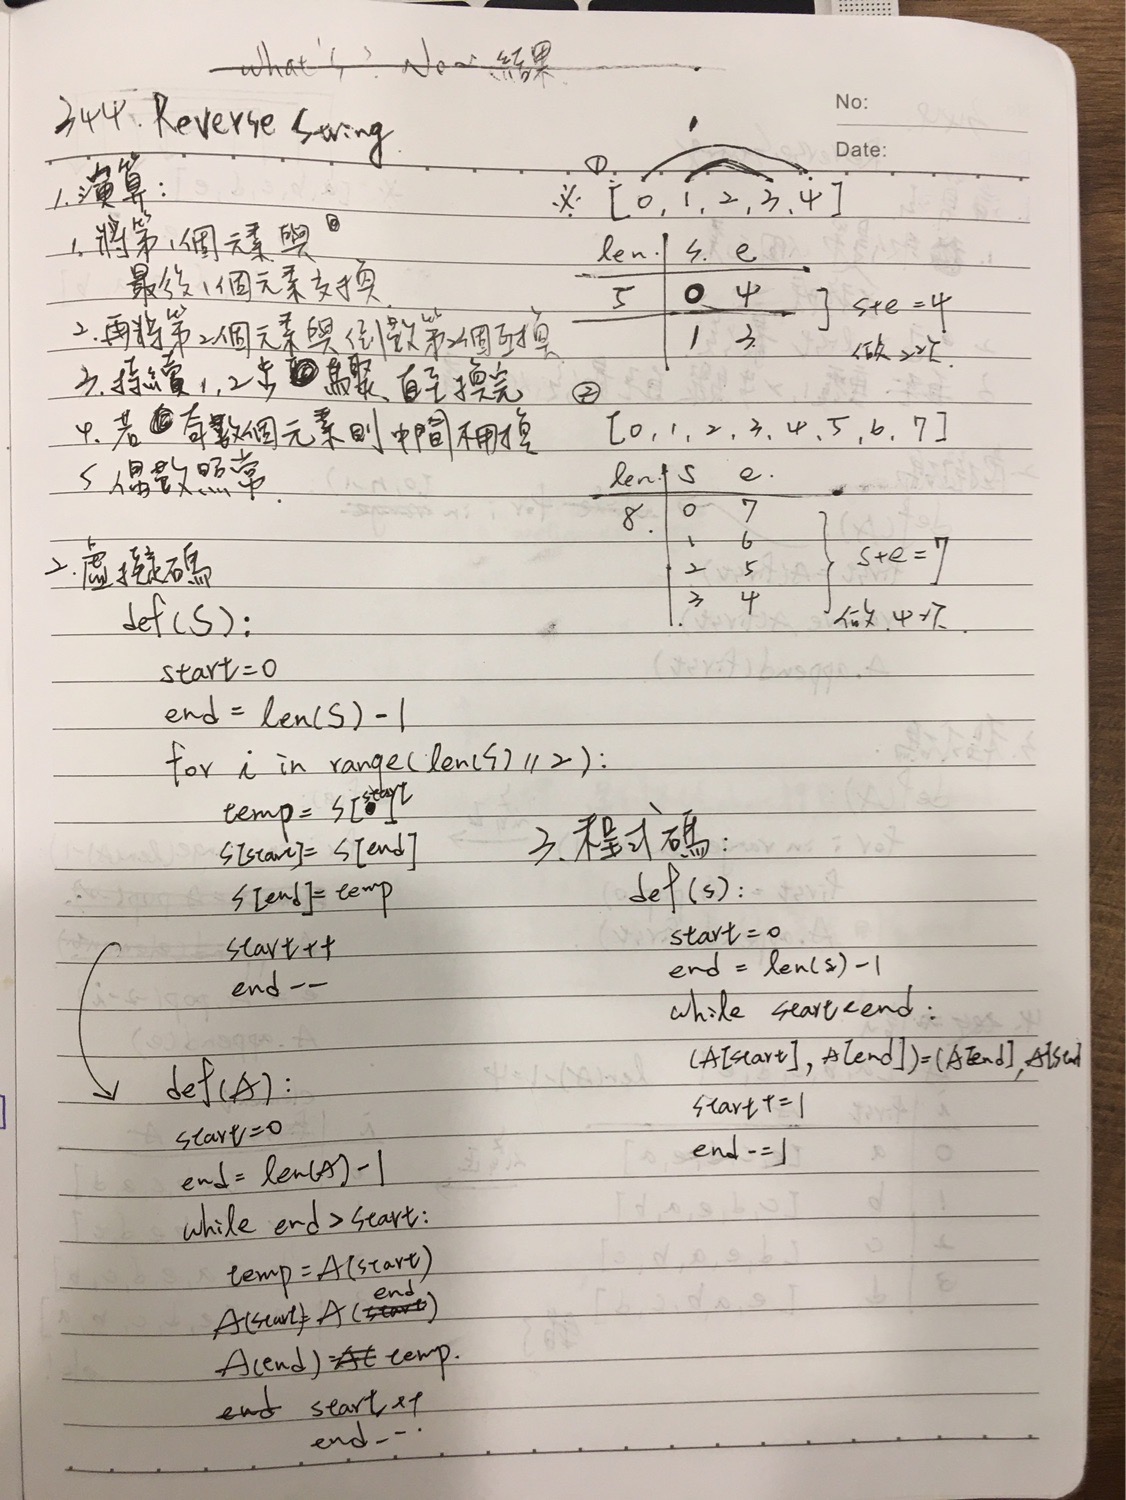 What's? Now 結果
344. Reverse String
No:
Date:
1. 演算:
1. 將第1個元素與
最後1個元素交換
2. 再將第2個元素與倒數第2個互換
3. 持續1, 2步驟、直至換完
4. 若奇數個元素則中間不用換
5. 偶數照常.
①
※ [0, 1, 2, 3, 4]
len. s. e
5 0 4
1 3
s+e=4
做2次
②
[0, 1, 2, 3, 4, 5, 6, 7]
len. s e.
8. 0 7
1 6
2 5
3 4
s+e=7
做4次
2. 虛擬碼
def(S):
start=0
end = len(S) -1
for i in range(len(S)//2):
temp= S[start]
S[start]= S[end]
S[end]= temp
start++
end--
def(A):
start=0
end= len(A) -1
while end > start:
temp=A(start)
A(start)= A(start end)
A(end)=At temp.
end start++
end--
3. 程式碼:
def(s):
start=0
end = len(s) -1
while start<end:
(A[start], A[end])=(A[end], A[start
start+=1
end-=1